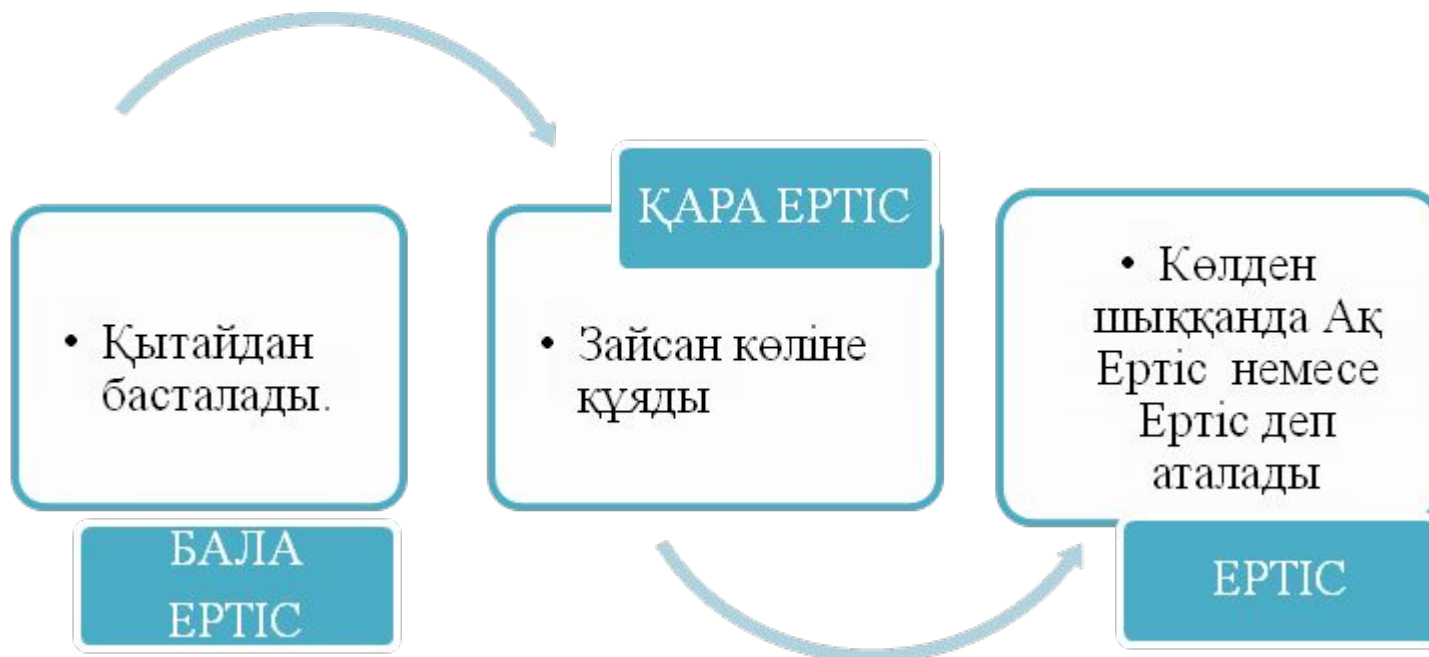 • Қытайдан
басталады.
БАЛА
ЕРТІС
ҚАРА ЕРТІС
• Зайсан көліне
құяды
• Көлден
шыққанда Ақ
Ертіс немесе
Ертіс деп
аталады
ЕРТІС